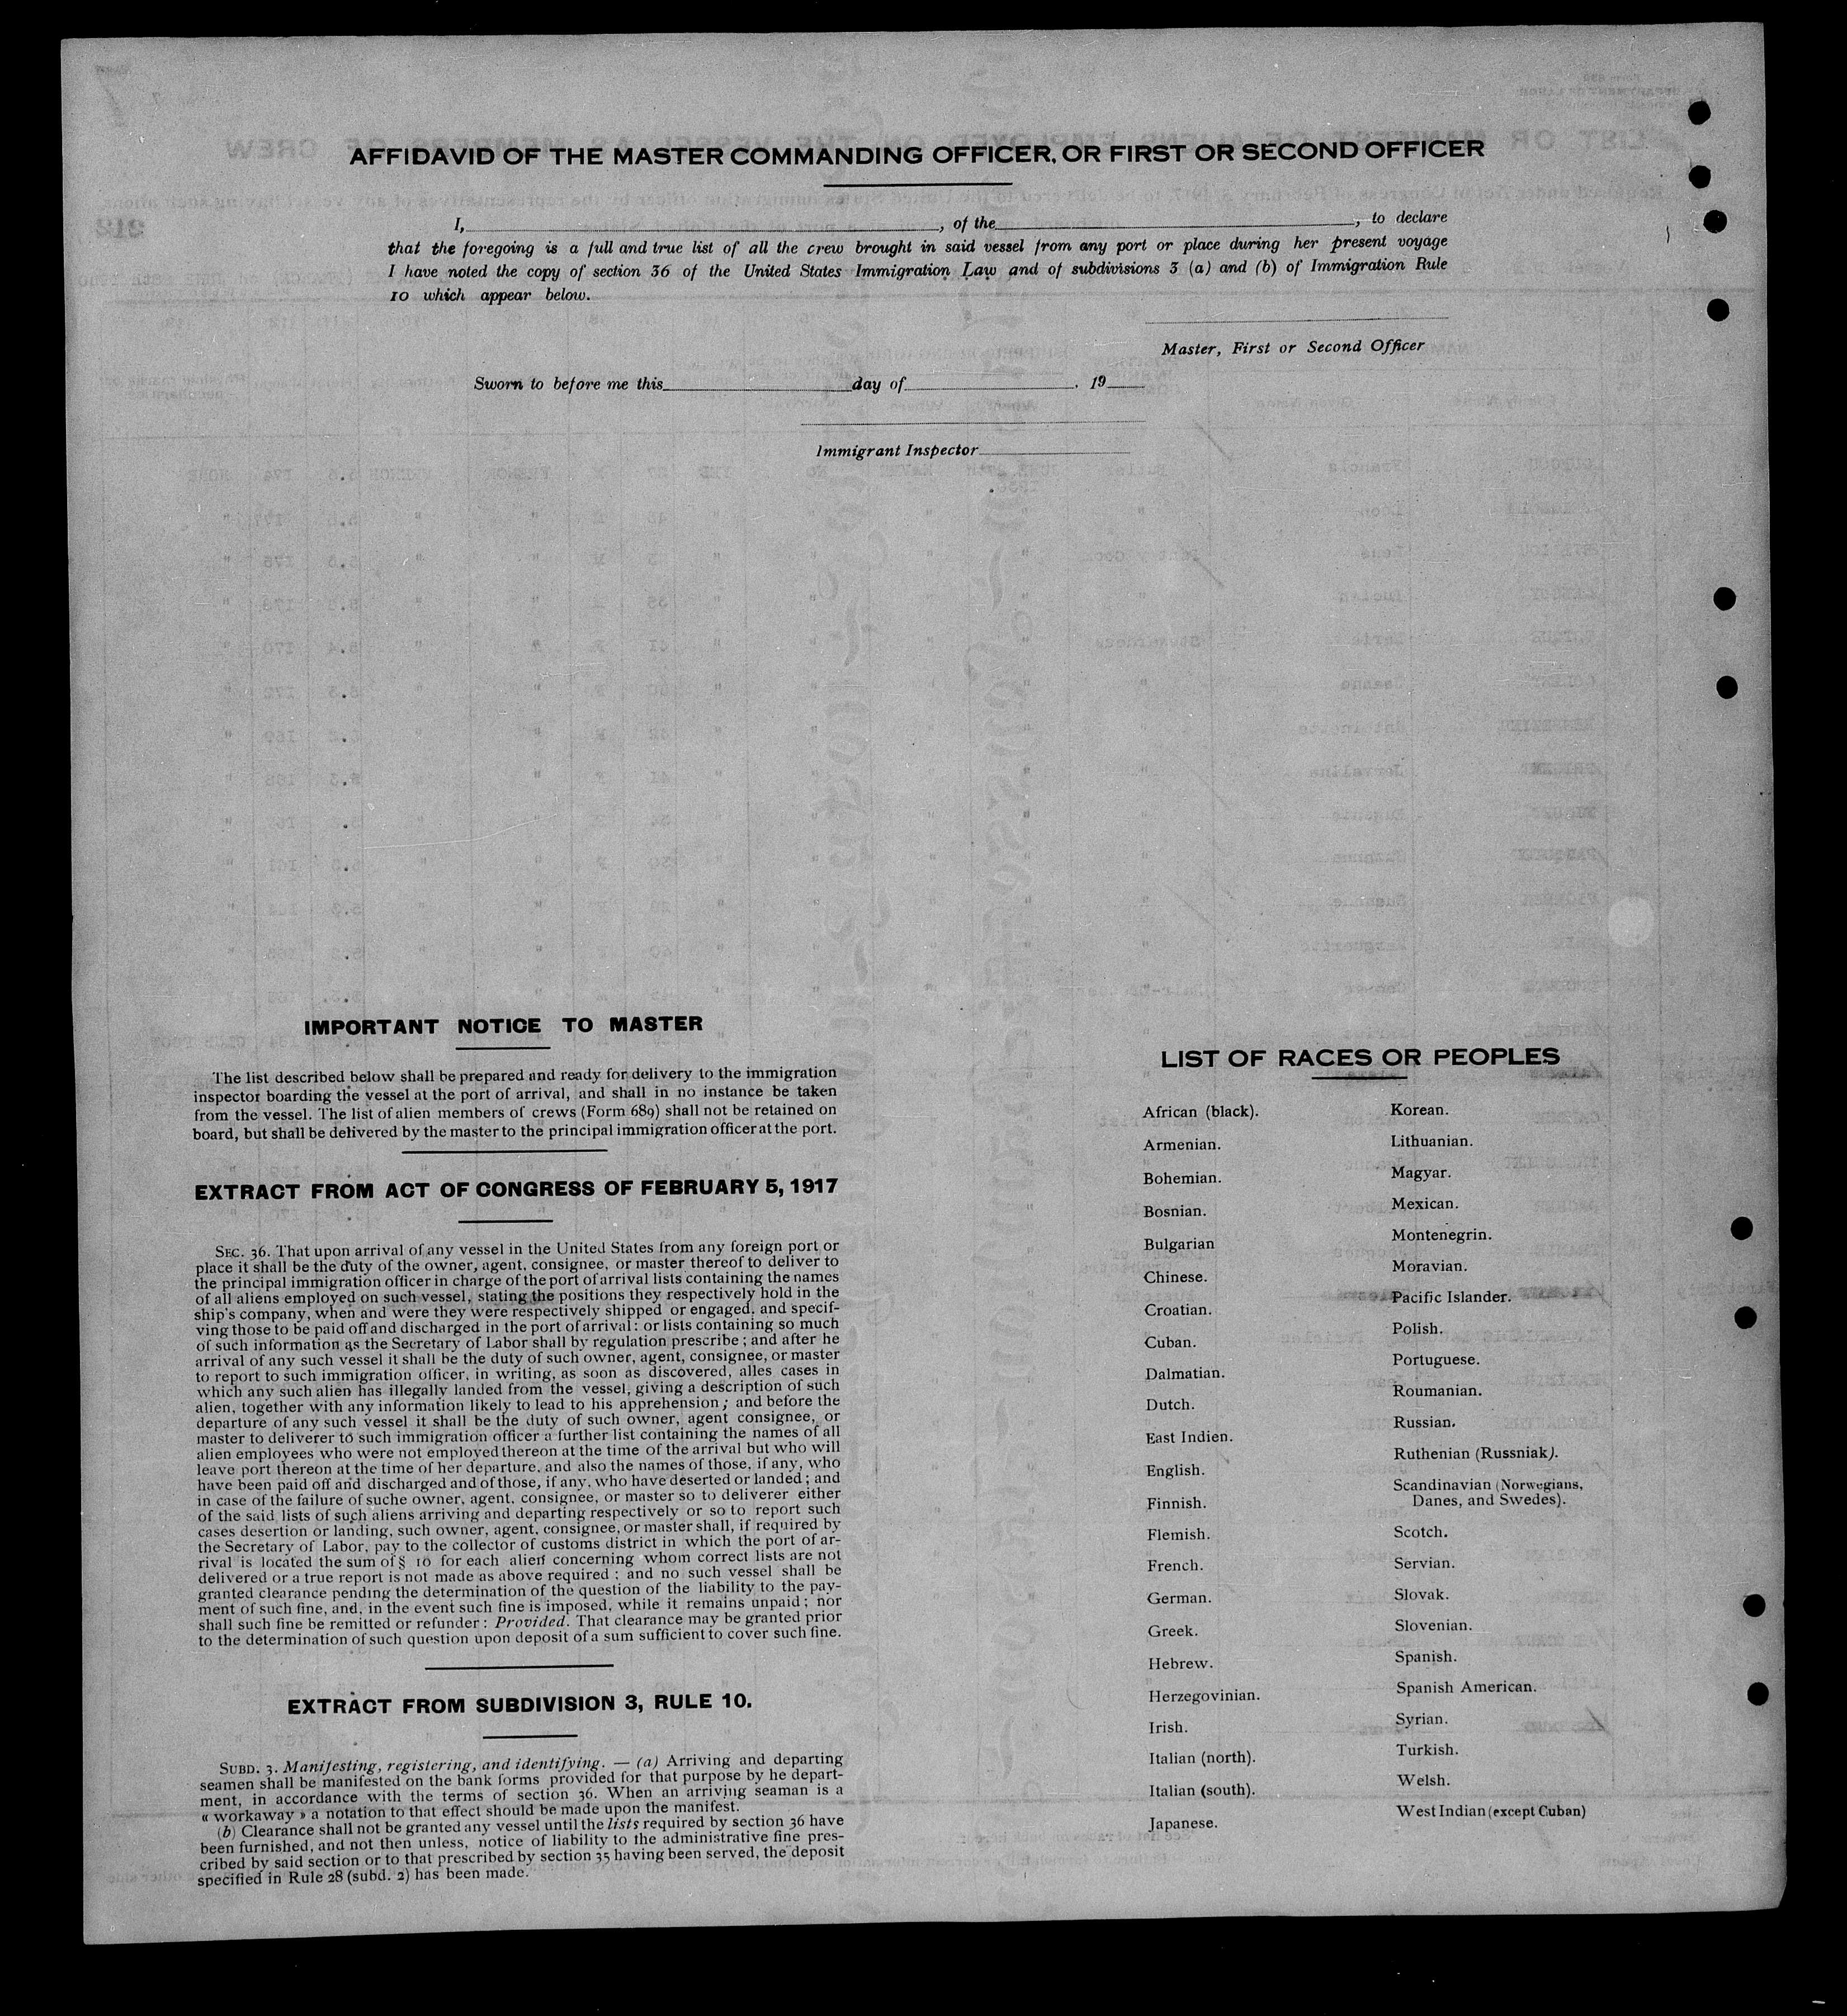 AFFIDAVID OF THE MASTER COMMANDING OFFICER, OR FIRST OR SECOND OFFICER
I, , of the , to declare
that the foregoing is a full and true list of all the crew brought in said vessel from any port or place during her present voyage
I have noted the copy of section 36 of the United States Immigration Law and of subdivisions 3 (a) and (b) of Immigration Rule
10 which appear below.
Master, First or Second Officer
Sworn to before me this day of . 19
Immigrant Inspector
IMPORTANT NOTICE TO MASTER
The list described below shall be prepared and ready for delivery to the immigration
inspector boarding the vessel at the port of arrival, and shall in no instance be taken
from the vessel. The list of alien members of crews (Form 689) shall not be retained on
board, but shall be delivered by the master to the principal immigration officer at the port.
EXTRACT FROM ACT OF CONGRESS OF FEBRUARY 5, 1917
SEC. 36. That upon arrival of any vessel in the United States from any foreign port or
place it shall be the duty of the owner, agent, consignee, or master thereof to deliver to
the principal immigration officer in charge of the port of arrival lists containing the names
of all aliens employed on such vessel, stating the positions they respectively hold in the
ship's company, when and were they were respectively shipped or engaged, and specif-
ving those to be paid off and discharged in the port of arrival: or lists containing so much
of such information as the Secretary of Labor shall by regulation prescribe; and after he
arrival of any such vessel it shall be the duty of such owner, agent, consignee, or master
to report to such immigration officer, in writing, as soon as discovered, alles cases in
which any such alien has illegally landed from the vessel, giving a description of such
alien, together with any information likely to lead to his apprehension; and before the
departure of any such vessel it shall be the duty of such owner, agent consignee, or
master to deliverer to such immigration officer a further list containing the names of all
alien employees who were not employed thereon at the time of the arrival but who will
leave port thereon at the time of her departure, and also the names of those, if any, who
have been paid off and discharged and of those, if any, who have deserted or landed; and
in case of the failure of suche owner, agent, consignee, or master so to deliverer either
of the said lists of such aliens arriving and departing respectively or so to report such
cases desertion or landing, such owner, agent, consignee, or master shall, if required by
the Secretary of Labor, pay to the collector of customs district in which the port of ar-
rival is located the sum of § 10 for each alien concerning whom correct lists are not
delivered or a true report is not made as above required; and no such vessel shall be
granted clearance pending the determination of the question of the liability to the pay-
ment of such fine, and, in the event such fine is imposed, while it remains unpaid; nor
shall such fine be remitted or refunder: Provided. That clearance may be granted prior
to the determination of such question upon deposit of a sum sufficient to cover such fine.
EXTRACT FROM SUBDIVISION 3, RULE 10.
SUBD. 3. Manifesting, registering, and identifying. — (a) Arriving and departing
seamen shall be manifested on the bank forms provided for that purpose by he depart-
ment, in accordance with the terms of section 36. When an arriving seaman is a
« workaway » a notation to that effect should be made upon the manifest.
(b) Clearance shall not be granted any vessel until the lists required by section 36 have
been furnished, and not then unless, notice of liability to the administrative fine pres-
cribed by said section or to that prescribed by section 35 having been served, the deposit
specified in Rule 28 (subd. 2) has been made.
LIST OF RACES OR PEOPLES
African (black).
Armenian.
Bohemian.
Bosnian.
Bulgarian
Chinese.
Croatian.
Cuban.
Dalmatian.
Dutch.
East Indien.
English.
Finnish.
Flemish.
French.
German.
Greek.
Hebrew.
Herzegovinian.
Irish.
Italian (north).
Italian (south).
Japanese.
Korean.
Lithuanian.
Magyar.
Mexican.
Montenegrin.
Moravian.
Pacific Islander.
Polish.
Portuguese.
Roumanian.
Russian.
Ruthenian (Russniak).
Scandinavian (Norwegians,
Danes, and Swedes).
Scotch.
Servian.
Slovak.
Slovenian.
Spanish.
Spanish American.
Syrian.
Turkish.
Welsh.
West Indian (except Cuban)